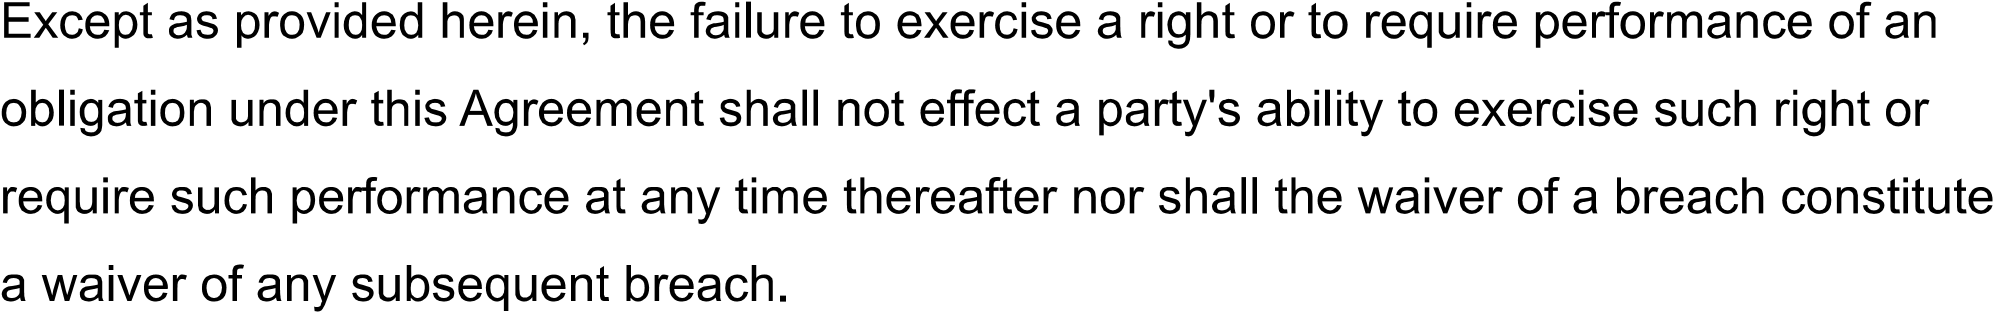 Except as provided herein, the failure to exercise a right or to require performance of an
obligation under this Agreement shall not effect a party's ability to exercise such right or
require such performance at any time thereafter nor shall the waiver of a breach constitute
a waiver of any subsequent breach.